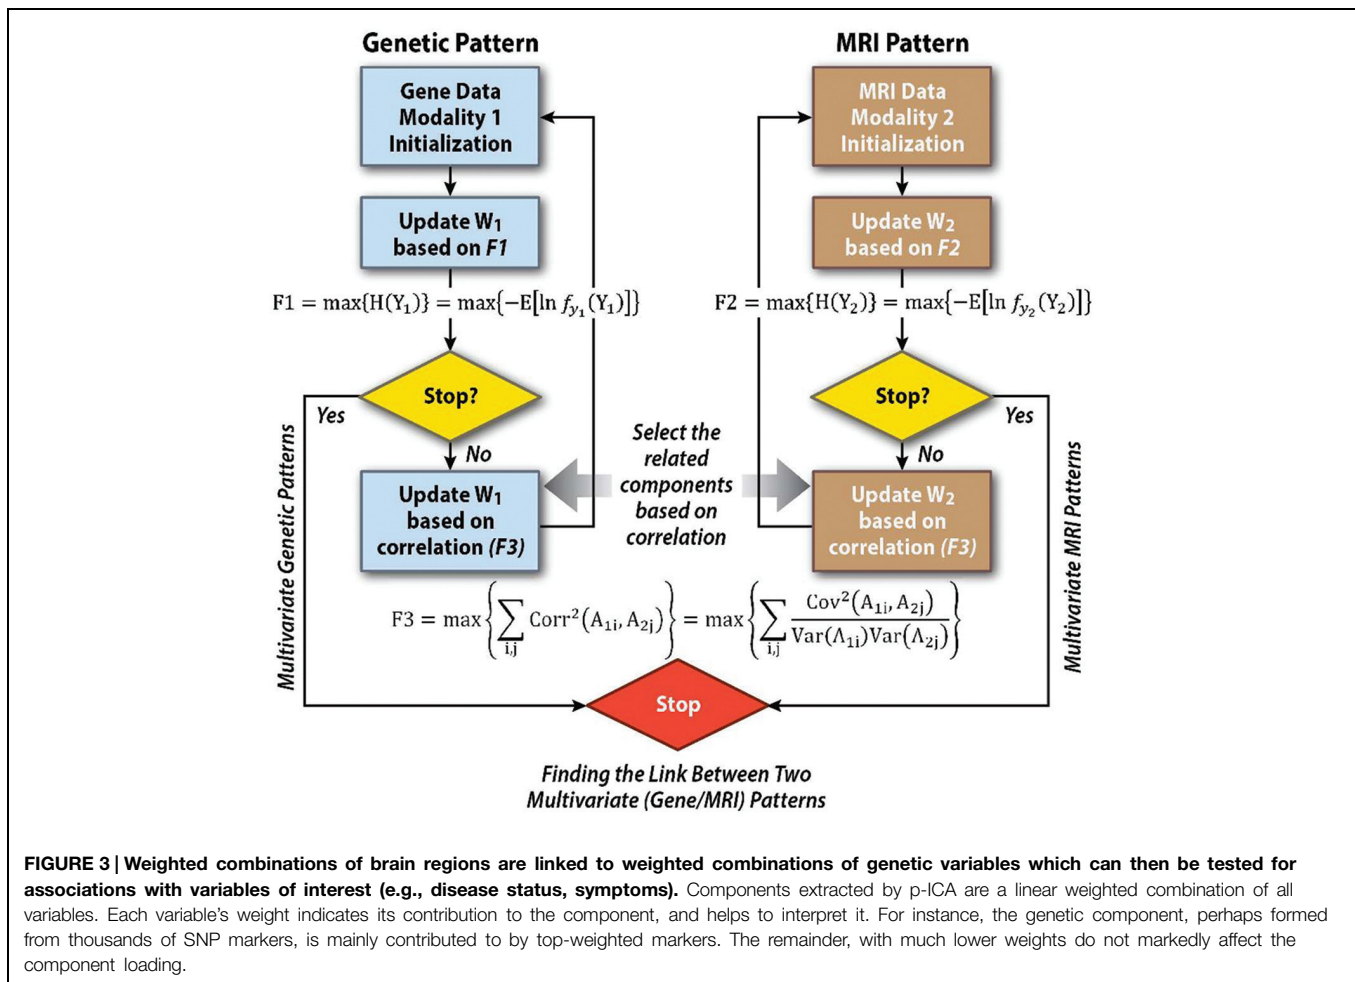 Genetic Pattern
Gene Data
Modality 1
Initialization
Update W₁
based on F1
F1 = max{H(Y₁)} = max{−E[ln f_y₁(Y₁)]}
Stop?
Yes
No
Multivariate Genetic Patterns
Update W₁
based on
correlation (F3)
MRI Pattern
MRI Data
Modality 2
Initialization
Update W₂
based on F2
F2 = max{H(Y₂)} = max{−E[ln f_y₂(Y₂)]}
Stop?
Yes
No
Multivariate MRI Patterns
Update W₂
based on
correlation (F3)
Select the
related
components
based on
correlation
F3 = max{∑i,j Corr²(A₁ᵢ, A₂ⱼ)} = max{∑i,j Cov²(A₁ᵢ, A₂ⱼ) / Var(Λ₁ᵢ)Var(Λ₂ⱼ)}
Stop
Finding the Link Between Two
Multivariate (Gene/MRI) Patterns
FIGURE 3 | Weighted combinations of brain regions are linked to weighted combinations of genetic variables which can then be tested for
associations with variables of interest (e.g., disease status, symptoms). Components extracted by p-ICA are a linear weighted combination of all
variables. Each variable’s weight indicates its contribution to the component, and helps to interpret it. For instance, the genetic component, perhaps formed
from thousands of SNP markers, is mainly contributed to by top-weighted markers. The remainder, with much lower weights do not markedly affect the
component loading.